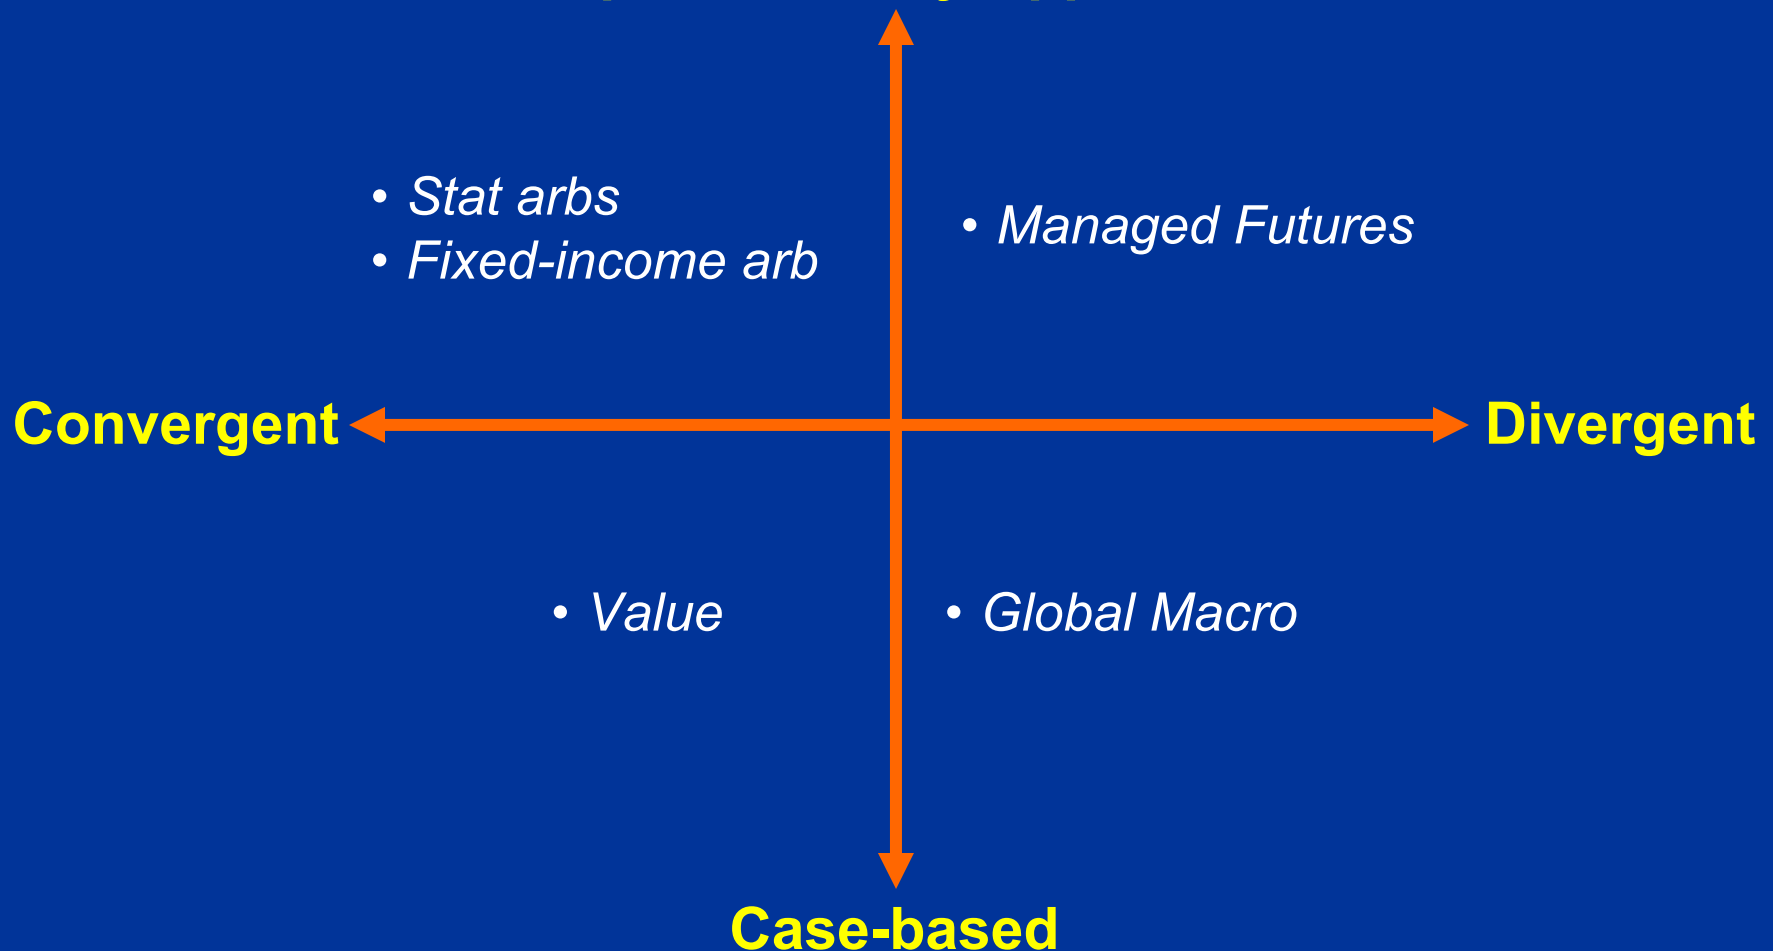 • Stat arbs
• Fixed-income arb
• Managed Futures
Convergent
Divergent
• Value
• Global Macro
Case-based